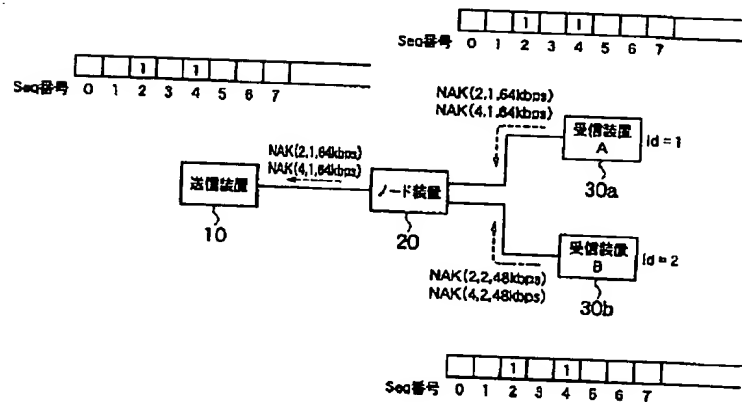 1 1
Seq番号 0 1 2 3 4 5 6 7
1 1
Seq番号 0 1 2 3 4 5 6 7
NAK(2,1,64kbps)
NAK(4,1,64kbps)
受信装置
A
id=1
30a
NAK(2,1,64kbps)
NAK(4,1,64kbps)
送信装置
10
ノード装置
20
受信装置
B
id=2
30b
NAK(2,2,48kbps)
NAK(4,2,48kbps)
1 1
Seq番号 0 1 2 3 4 5 6 7